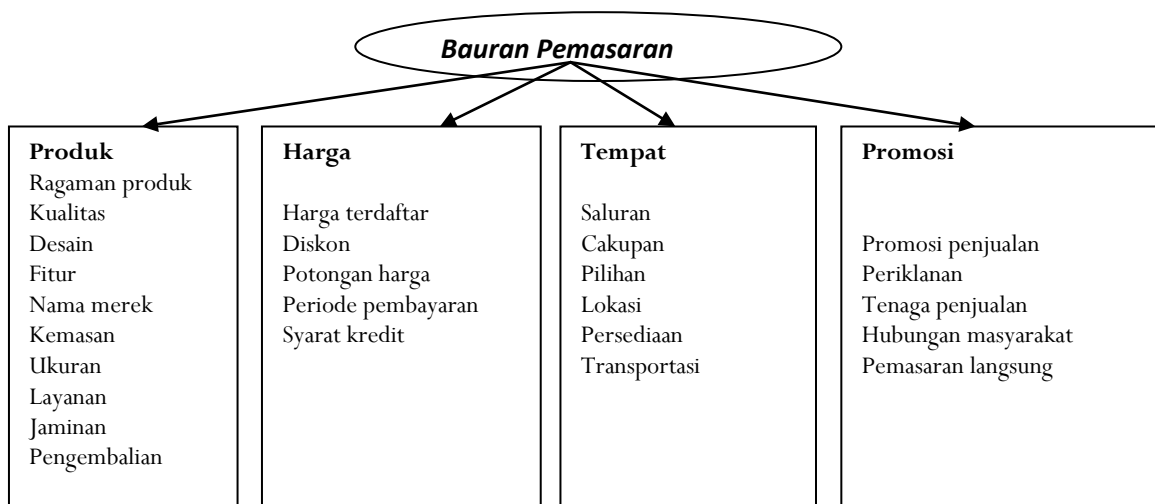 Bauran Pemasaran
Produk
Ragaman produk
Kualitas
Desain
Fitur
Nama merek
Kemasan
Ukuran
Layanan
Jaminan
Pengembalian
Harga
Harga terdaftar
Diskon
Potongan harga
Periode pembayaran
Syarat kredit
Tempat
Saluran
Cakupan
Pilihan
Lokasi
Persediaan
Transportasi
Promosi
Promosi penjualan
Periklanan
Tenaga penjualan
Hubungan masyarakat
Pemasaran langsung